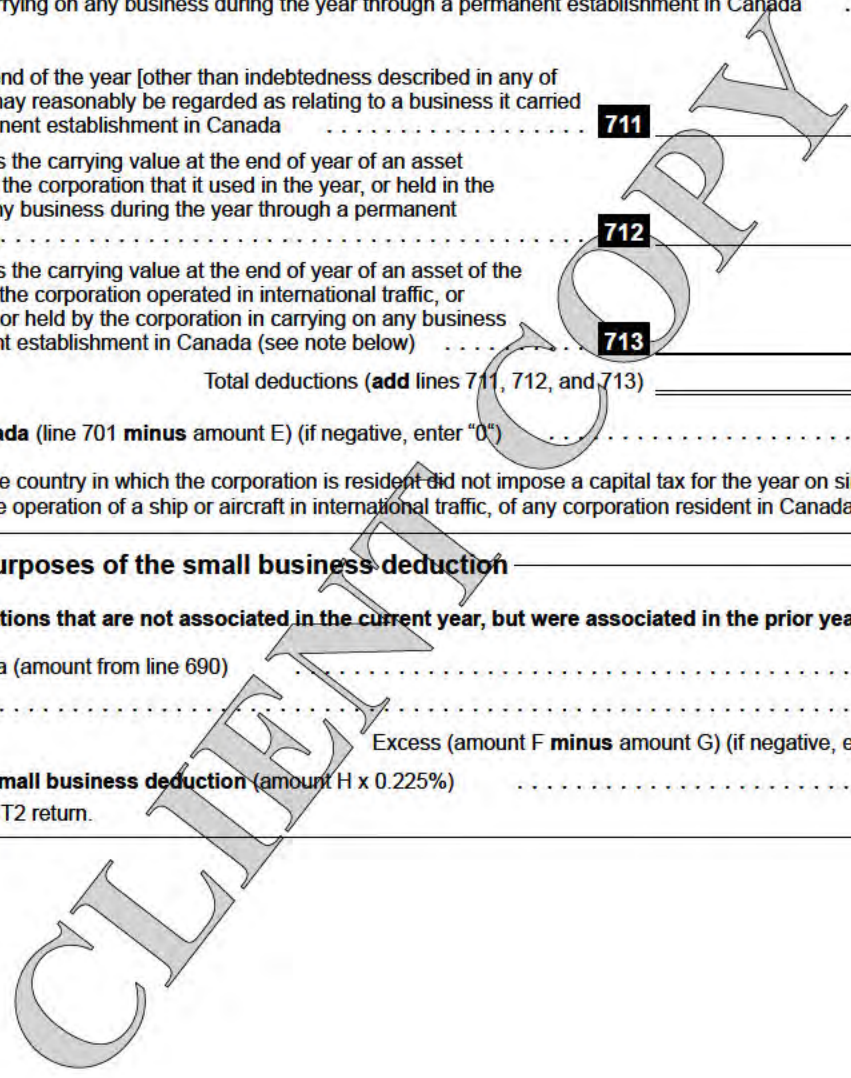 rrying on any business during the year through a permanent establishment in Canada .
end of the year [other than indebtedness described in any of
may reasonably be regarded as relating to a business it carried
nent establishment in Canada . . . . . . . . . . . . . . . . . . 711
s the carrying value at the end of year of an asset
the corporation that it used in the year, or held in the
ny business during the year through a permanent
. . . . . . . . . . . . . . . . . . . . . . . . . . . . . . . . . . . . . . . . 712
s the carrying value at the end of year of an asset of the
the corporation operated in international traffic, or
or held by the corporation in carrying on any business
nt establishment in Canada (see note below) . . . . . . . . . . 713
Total deductions (add lines 711, 712, and 713)
ada (line 701 minus amount E) (if negative, enter "0") . . . . . . . . . . . . . . . . . . . . .
e country in which the corporation is resident did not impose a capital tax for the year on si
e operation of a ship or aircraft in international traffic, of any corporation resident in Canada
urposes of the small business deduction
tions that are not associated in the current year, but were associated in the prior yea
a (amount from line 690) . . . . . . . . . . . . . . . . . . . . . . . . . . . . . . . . . . . . . .
. . . . . . . . . . . . . . . . . . . . . . . . . . . . . . . . . . . . . . . . . . . . . . . . . . . . . . . . . .
Excess (amount F minus amount G) (if negative, e
mall business deduction (amount H x 0.225%) . . . . . . . . . . . . . . . . . . . . . . .
T2 return.
CLIENT COPY